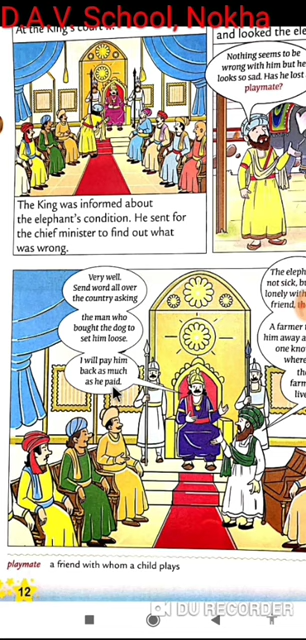 D.A.V. School, Nokha
At the King's court
and looked the ele
Nothing seems to be
wrong with him but he
looks so sad. Has he lost
playmate?
The King was informed about
the elephant's condition. He sent for
the chief minister to find out what
was wrong.
Very well.
Send word all over
the country asking
the man who
bought the dog to
set him loose.
I will pay him
back as much
as he paid.
The eleph
not sick, b
lonely with
friend, th
A farmer
him away a
one kno
where
th
farm
live
playmate a friend with whom a child plays
12
DU RECORDER